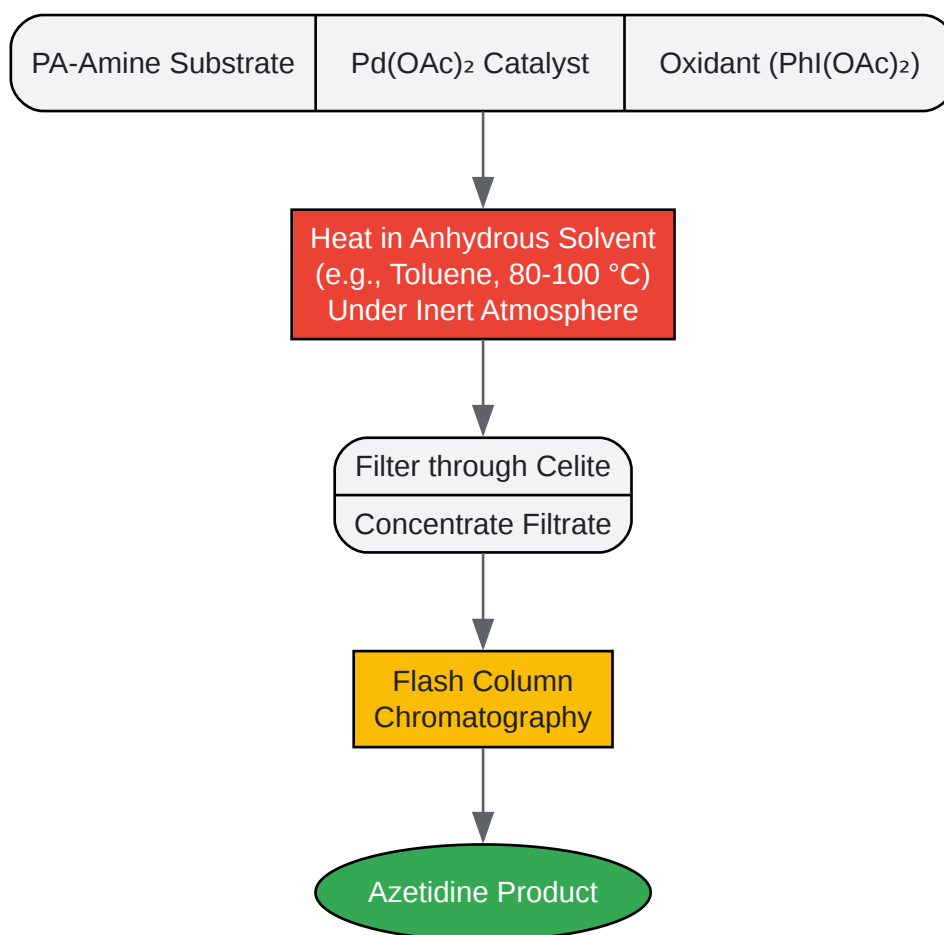 PA-Amine Substrate
Pd(OAc)₂ Catalyst
Oxidant (PhI(OAc)₂)
Heat in Anhydrous Solvent
(e.g., Toluene, 80-100 °C)
Under Inert Atmosphere
Filter through Celite
Concentrate Filtrate
Flash Column
Chromatography
Azetidine Product